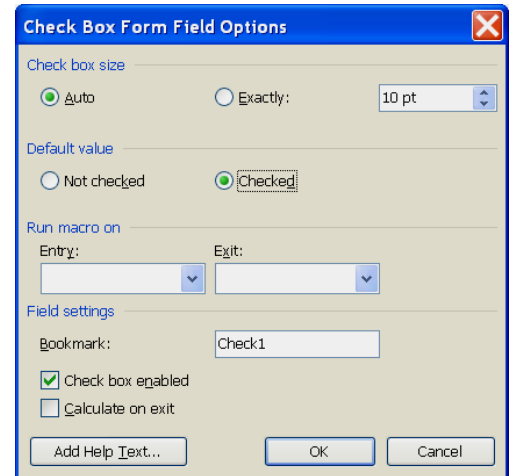 Check Box Form Field Options
Check box size
Auto Exactly: 10 pt
Default value
Not checked Checked
Run macro on
Entry: Exit:
Field settings
Bookmark: Check1
Check box enabled
Calculate on exit
Add Help Text... OK Cancel